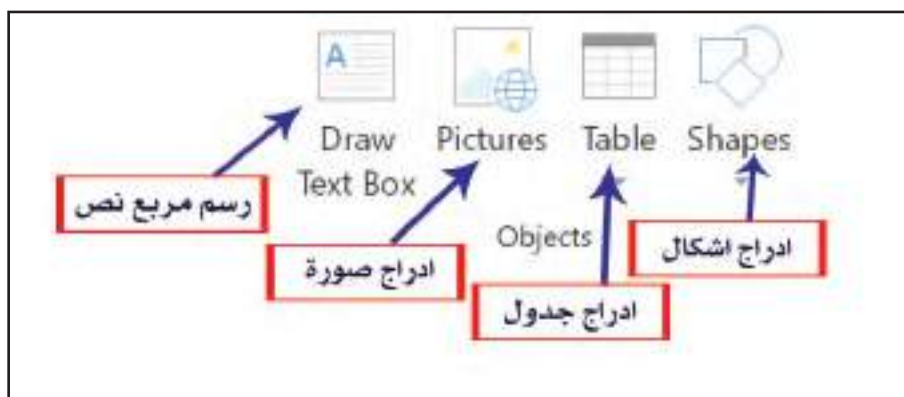 A
Draw Pictures Table Shapes
Text Box
رسم مربع نص
Objects
ادراج اشكال
ادراج صورة
ادراج جدول